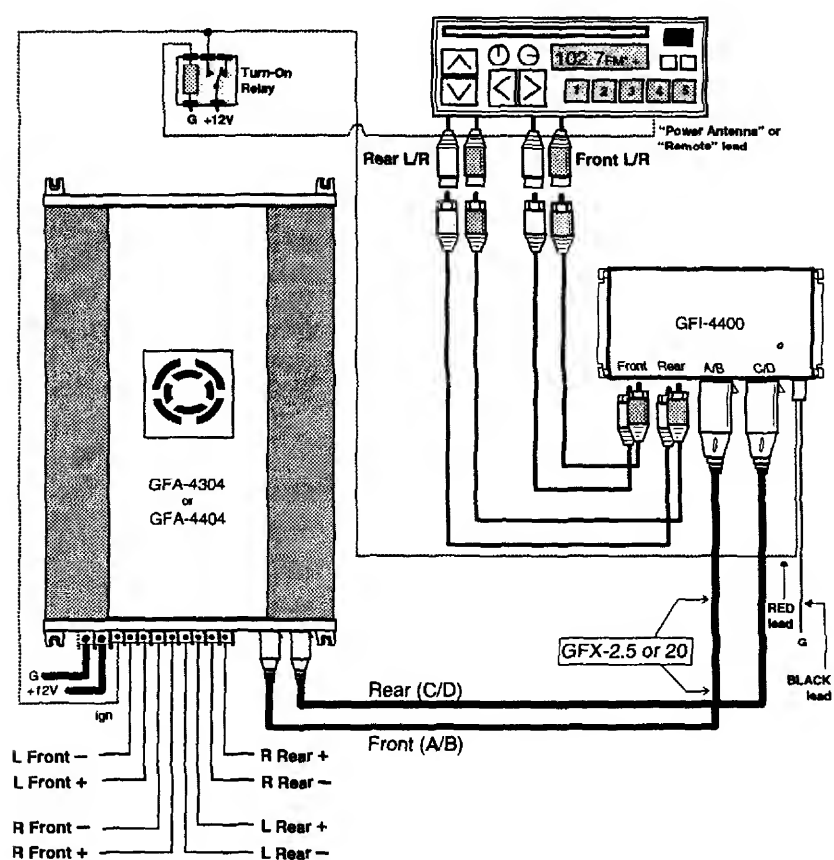 Turn-On
Relay
G +12V
102.7FM
1 2 3 4 5
"Power Antenna" or
"Remote" lead
Rear L/R
Front L/R
GFI-4400
Front Rear A/B C/D
GFA-4304
or
GFA-4404
RED
lead
G
BLACK
lead
GFX-2.5 or 20
G
+12V
ign
Rear (C/D)
Front (A/B)
L Front −
L Front +
R Front −
R Front +
R Rear +
R Rear −
L Rear +
L Rear −